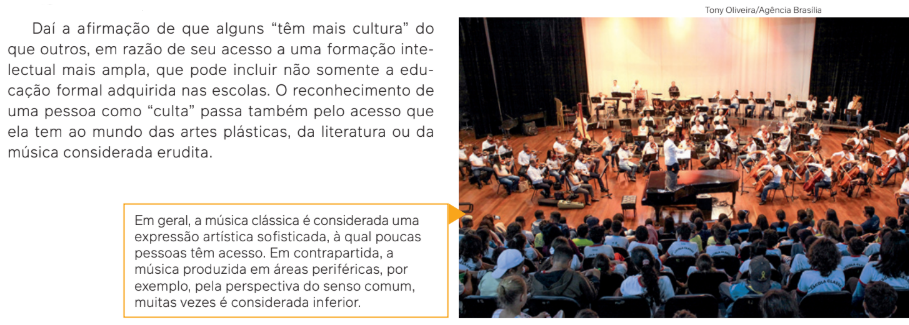 Tony Oliveira/Agência Brasília
Daí a afirmação de que alguns “têm mais cultura” do
que outros, em razão de seu acesso a uma formação inte-
lectual mais ampla, que pode incluir não somente a edu-
cação formal adquirida nas escolas. O reconhecimento de
uma pessoa como “culta” passa também pelo acesso que
ela tem ao mundo das artes plásticas, da literatura ou da
música considerada erudita.
Em geral, a música clássica é considerada uma
expressão artística sofisticada, à qual poucas
pessoas têm acesso. Em contrapartida, a
música produzida em áreas periféricas, por
exemplo, pela perspectiva do senso comum,
muitas vezes é considerada inferior.